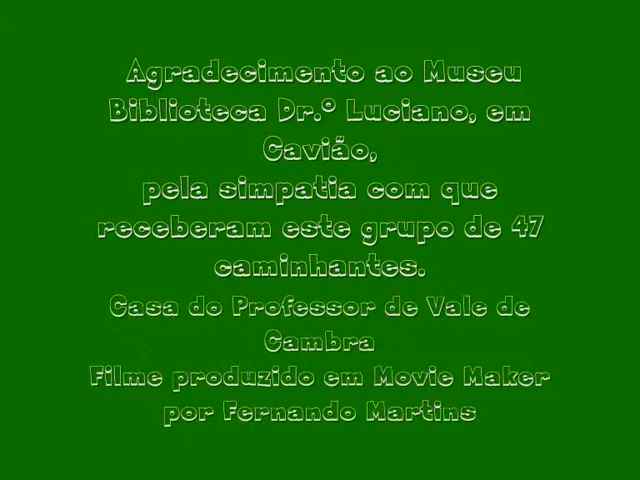 Agradecimento ao Museu
Biblioteca Dr.º Luciano, em
Cavião,
pela simpatia com que
receberam este grupo de 47
caminhantes.
Casa do Professor de Vale de
Cambra
Filme produzido em Movie Maker
por Fernando Martins